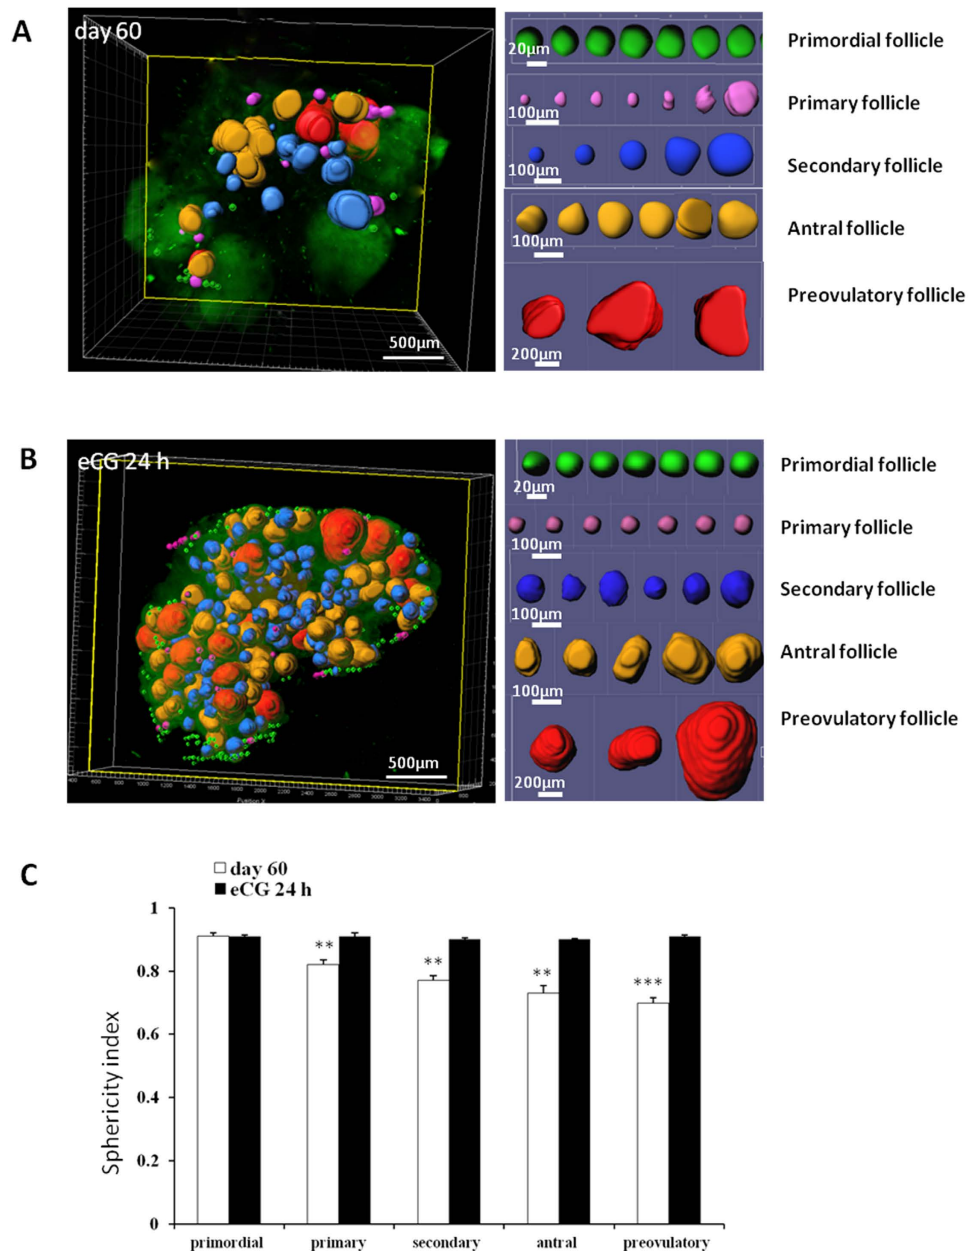 A
day 60
500µm
20µm
Primordial follicle
100µm
Primary follicle
100µm
Secondary follicle
100µm
Antral follicle
200µm
Preovulatory follicle
B
eCG 24 h
500µm
20µm
Primordial follicle
100µm
Primary follicle
100µm
Secondary follicle
100µm
Antral follicle
200µm
Preovulatory follicle
C
day 60
eCG 24 h
Sphericity index
1
0.8
0.6
0.4
0.2
0
**
**
**
***
primordial primary secondary antral preovulatory